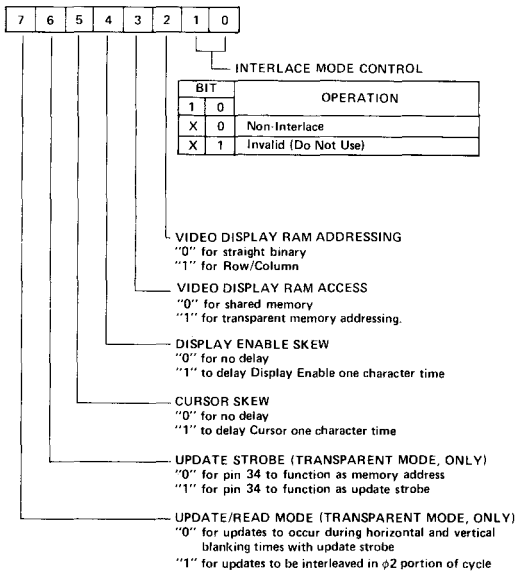 7 6 5 4 3 2 1 0
INTERLACE MODE CONTROL
BIT OPERATION
1 0
X 0 Non-Interlace
X 1 Invalid (Do Not Use)
VIDEO DISPLAY RAM ADDRESSING
"0" for straight binary
"1" for Row/Column
VIDEO DISPLAY RAM ACCESS
"0" for shared memory
"1" for transparent memory addressing.
DISPLAY ENABLE SKEW
"0" for no delay
"1" to delay Display Enable one character time
CURSOR SKEW
"0" for no delay
"1" to delay Cursor one character time
UPDATE STROBE (TRANSPARENT MODE, ONLY)
"0" for pin 34 to function as memory address
"1" for pin 34 to function as update strobe
UPDATE/READ MODE (TRANSPARENT MODE, ONLY)
"0" for updates to occur during horizontal and vertical
blanking times with update strobe
"1" for updates to be interleaved in ϕ2 portion of cycle